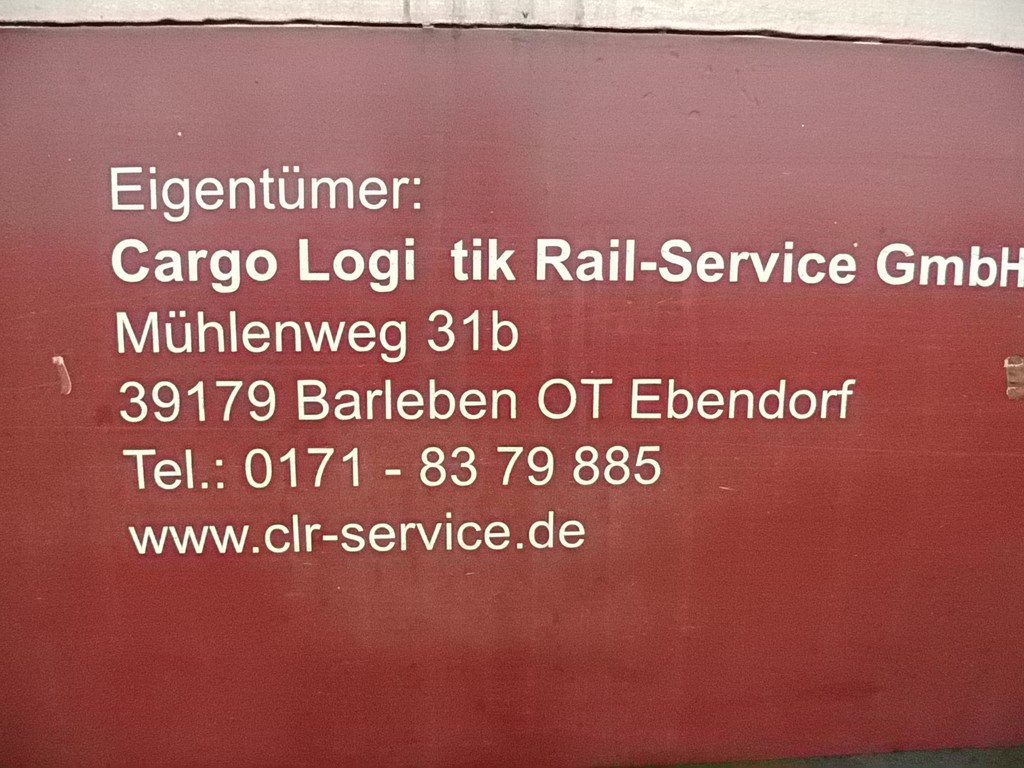 Eigentümer:
Cargo Logi tik Rail-Service GmbH
Mühlenweg 31b
39179 Barleben OT Ebendorf
Tel.: 0171 - 83 79 885
www.clr-service.de